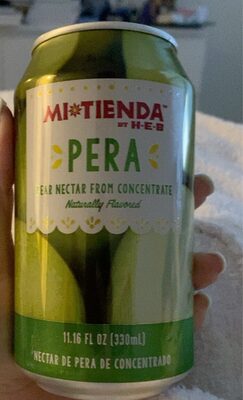 MI TIENDA™
BY H-E-B
PERA
PEAR NECTAR FROM CONCENTRATE
Naturally Flavored
11.16 FL OZ (330mL)
NECTAR DE PERA DE CONCENTRADO